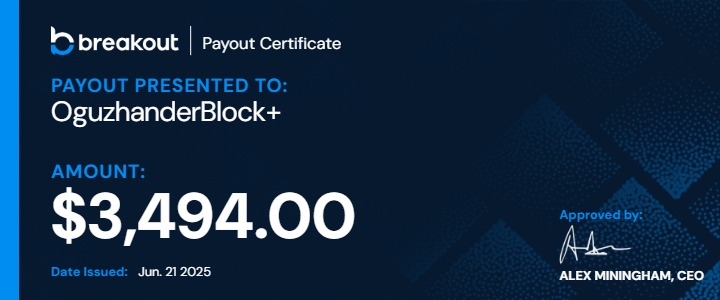 breakout | Payout Certificate
PAYOUT PRESENTED TO:
OguzhanderBlock+
AMOUNT:
$3,494.00
Date Issued: Jun. 21 2025
Approved by:
ALEX MININGHAM, CEO